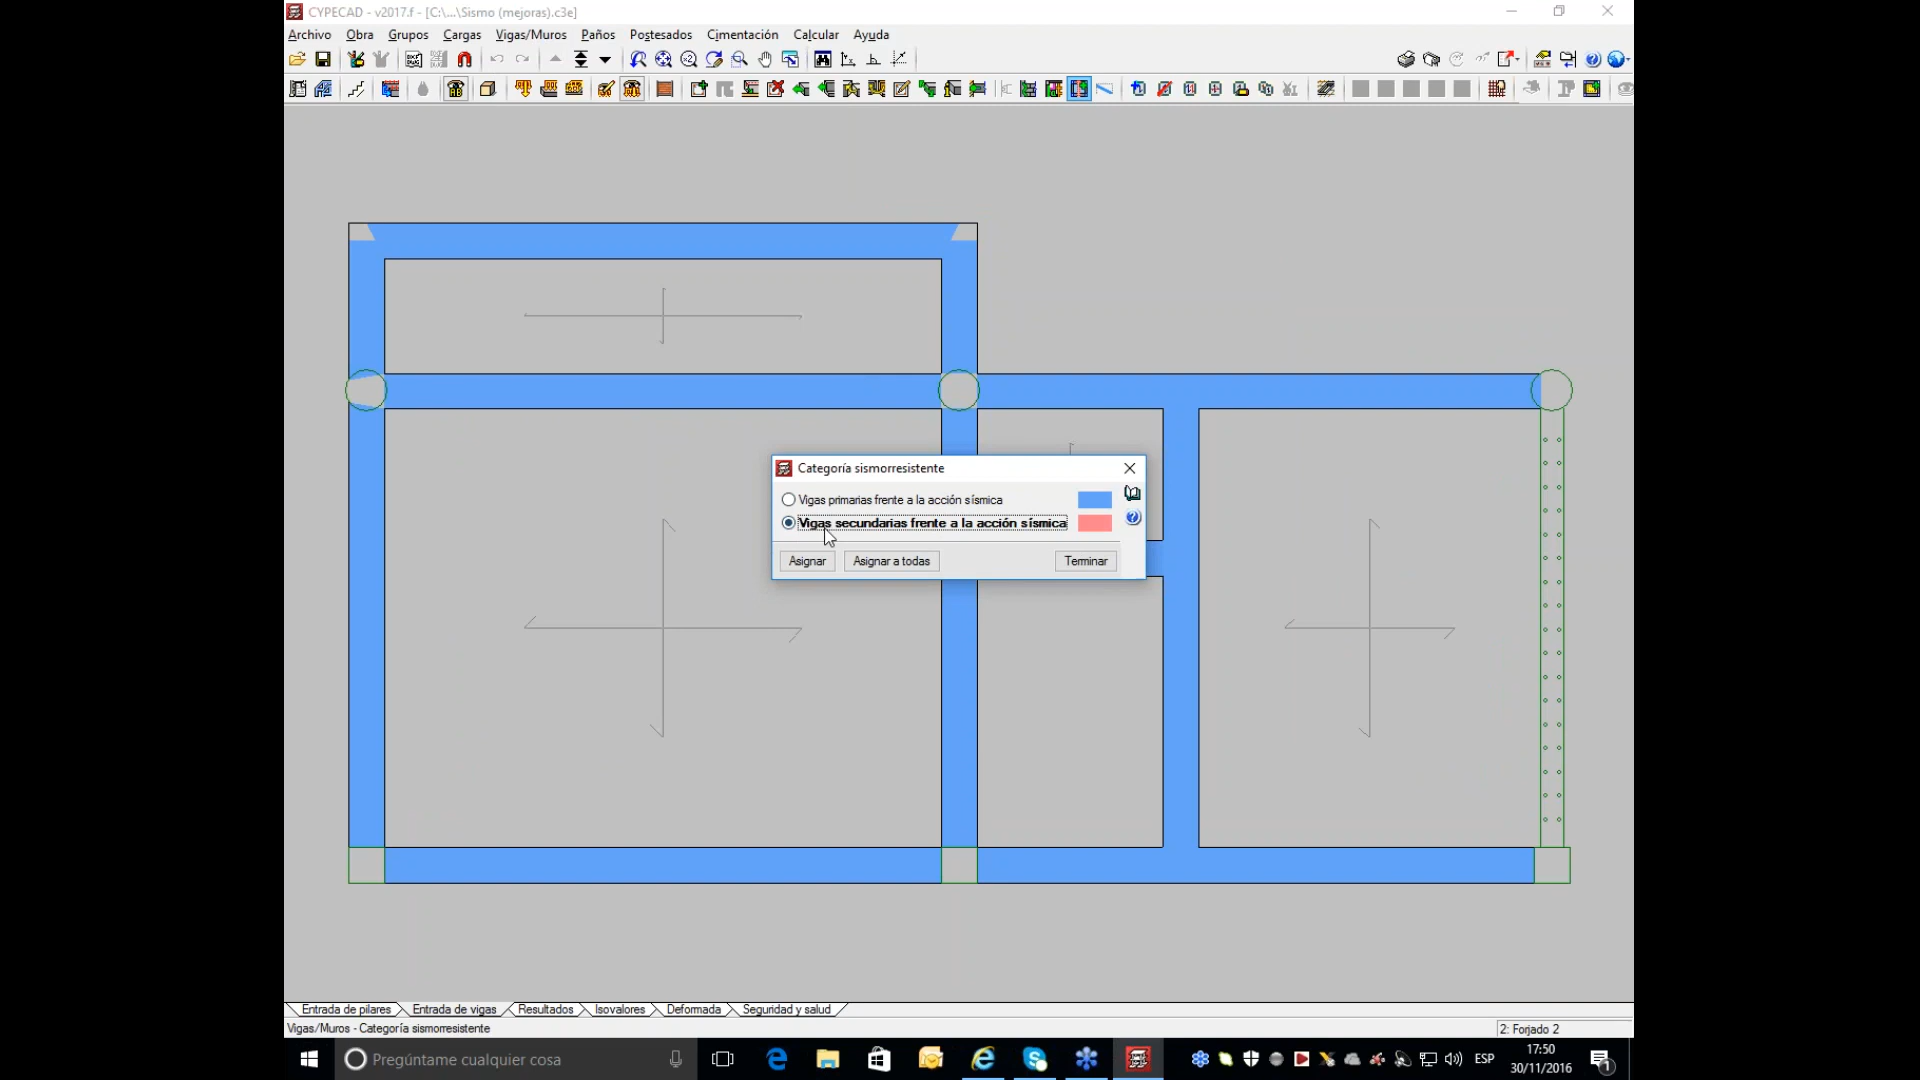 CYPECAD - v2017.f - [C:\...\Sismo (mejoras).c3e]
Archivo Obra Grupos Cargas Vigas/Muros Paños Postesados Cimentación Calcular Ayuda
Categoría sismorresistente
Vigas primarias frente a la acción sísmica
Vigas secundarias frente a la acción sísmica
Asignar Asignar a todas Terminar
Entrada de pilares Entrada de vigas Resultados Isovalores Deformada Seguridad y salud
Vigas/Muros - Categoría sismorresistente 2: Forjado 2
Pregúntame cualquier cosa ESP 17:50
30/11/2016